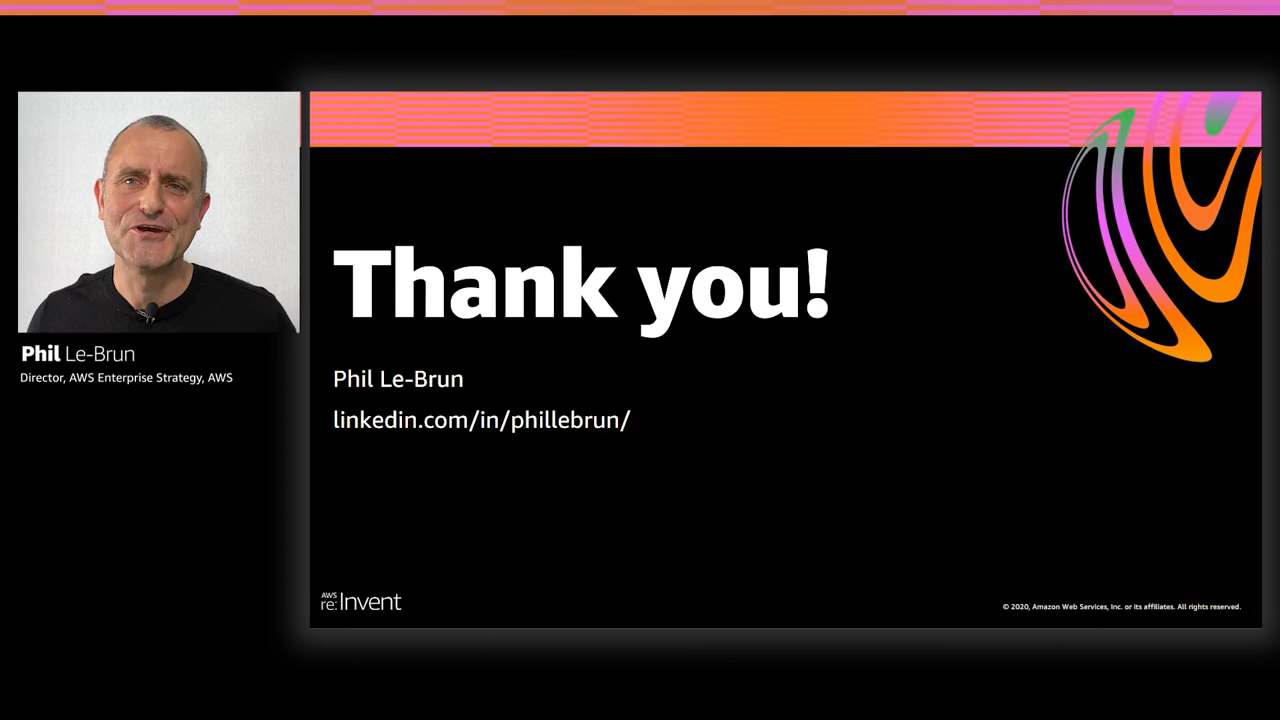 Phil Le-Brun
Director, AWS Enterprise Strategy, AWS
Thank you!
Phil Le-Brun
linkedin.com/in/phillebrun/
AWS
re:Invent
© 2020, Amazon Web Services, Inc. or its affiliates. All rights reserved.